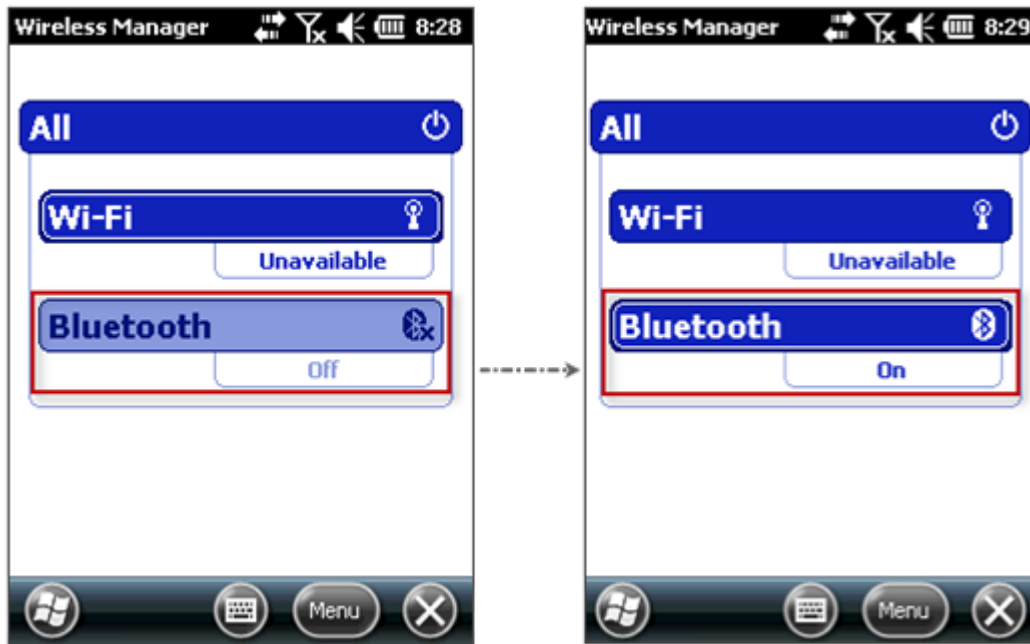 Wireless Manager 8:28
All
Wi-Fi
Unavailable
Bluetooth
Off
Menu
Wireless Manager 8:29
All
Wi-Fi
Unavailable
Bluetooth
On
Menu